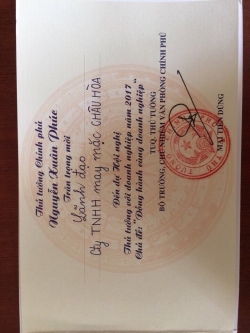 Thủ tướng Chính phủ
Nguyễn Xuân Phúc
Trân trọng mời
Lãnh đạo
Cty TNHH may mặc CHÂU HÒA
Đến dự Hội nghị
Thủ tướng với doanh nghiệp năm 2017
Chủ đề: "Đồng hành cùng doanh nghiệp"
TUQ. THỦ TƯỚNG
BỘ TRƯỞNG, CHỦ NHIỆM VĂN PHÒNG CHÍNH PHỦ
THỦ TƯỚNG
MAI TIẾN DŨNG